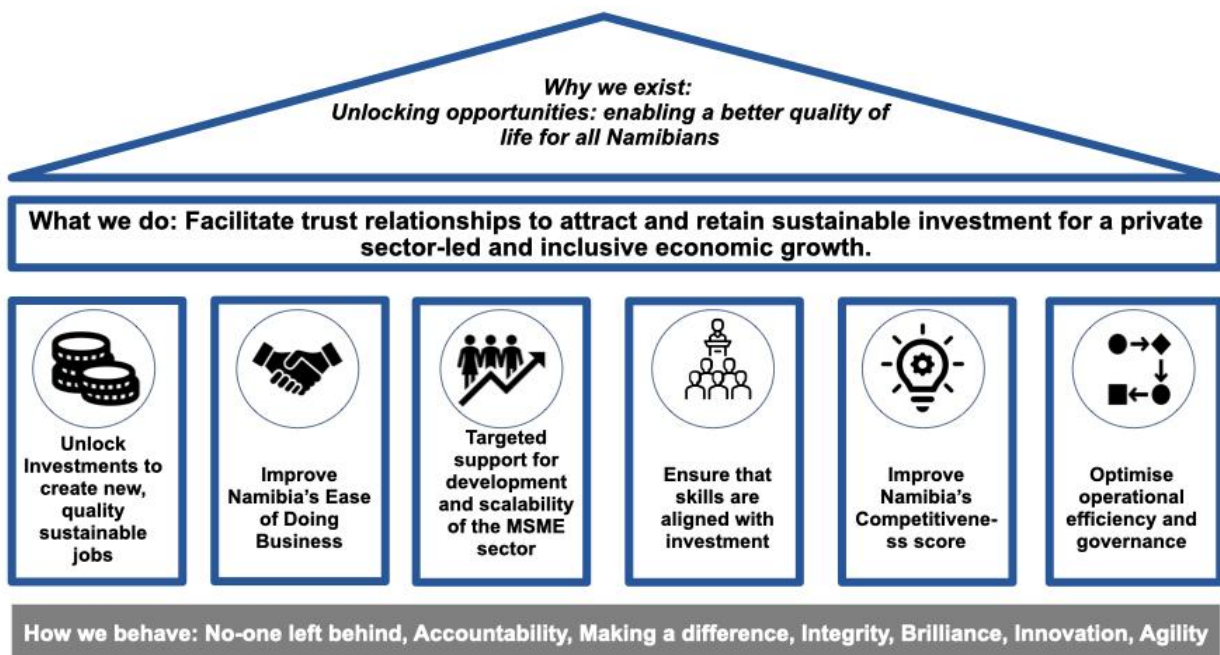 Why we exist:
Unlocking opportunities: enabling a better quality of
life for all Namibians
What we do: Facilitate trust relationships to attract and retain sustainable investment for a private
sector-led and inclusive economic growth.
Unlock
Investments to
create new,
quality
sustainable
jobs
Improve
Namibia's Ease
of Doing
Business
Targeted
support for
development
and scalability
of the MSME
sector
Ensure that
skills are
aligned with
investment
Improve
Namibia's
Competitivene-
ss score
Optimise
operational
efficiency and
governance
How we behave: No-one left behind, Accountability, Making a difference, Integrity, Brilliance, Innovation, Agility